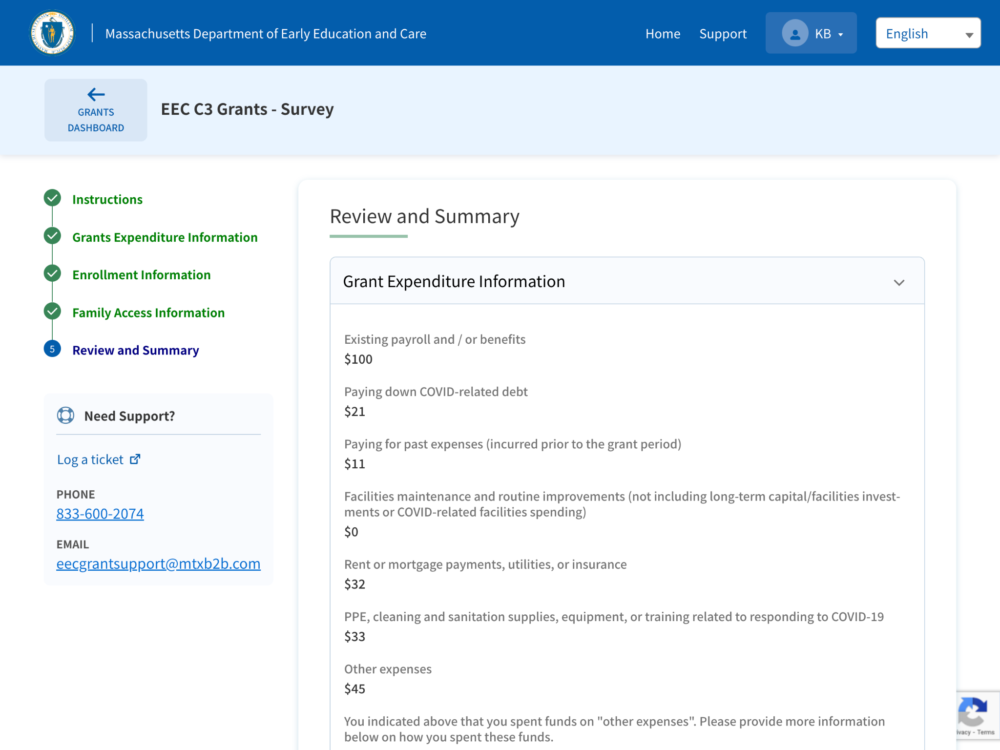 Massachusetts Department of Early Education and Care
Home
Support
KB
English
GRANTS
DASHBOARD
EEC C3 Grants - Survey
Instructions
Grants Expenditure Information
Enrollment Information
Family Access Information
5
Review and Summary
Need Support?
Log a ticket
PHONE
833-600-2074
EMAIL
eecgrantsupport@mtxb2b.com
Review and Summary
Grant Expenditure Information
Existing payroll and / or benefits
$100
Paying down COVID-related debt
$21
Paying for past expenses (incurred prior to the grant period)
$11
Facilities maintenance and routine improvements (not including long-term capital/facilities invest-
ments or COVID-related facilities spending)
$0
Rent or mortgage payments, utilities, or insurance
$32
PPE, cleaning and sanitation supplies, equipment, or training related to responding to COVID-19
$33
Other expenses
$45
You indicated above that you spent funds on "other expenses". Please provide more information
below on how you spent these funds.
ivacy - Terms